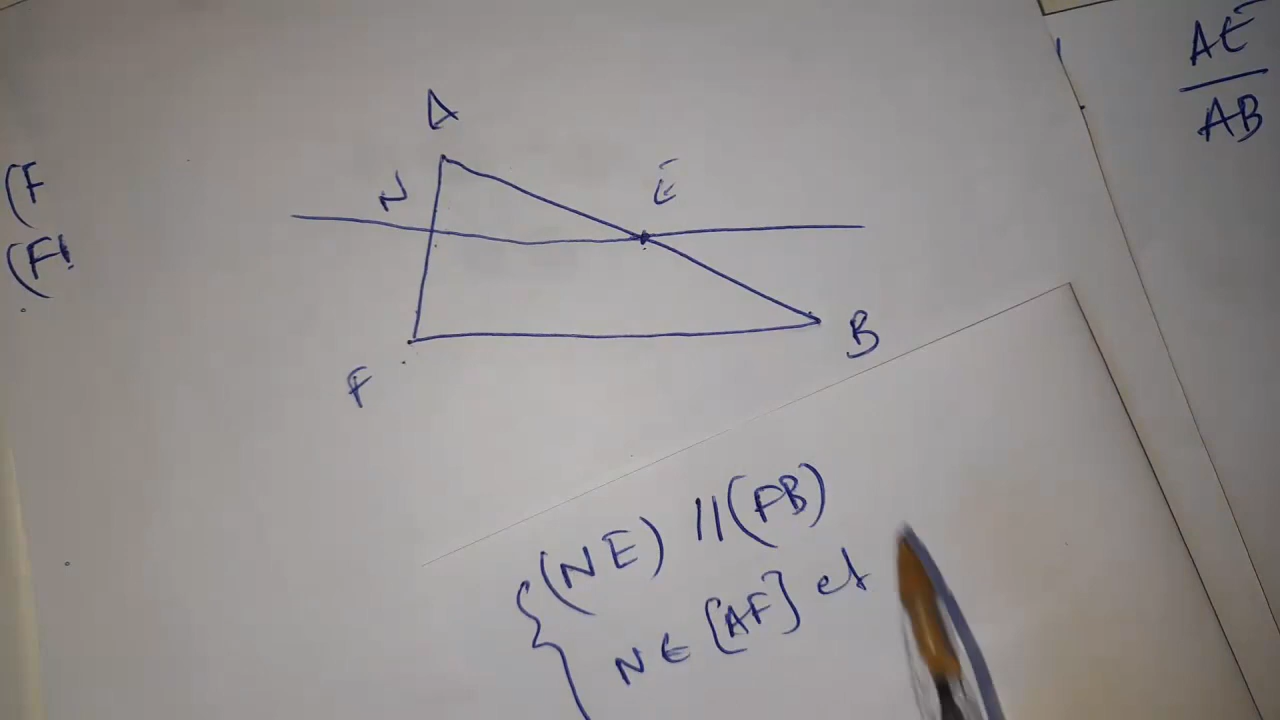 A
N
E
F
B
(F
(F
AE
AB
(NE) || (FB)
N ∈ [AF] et